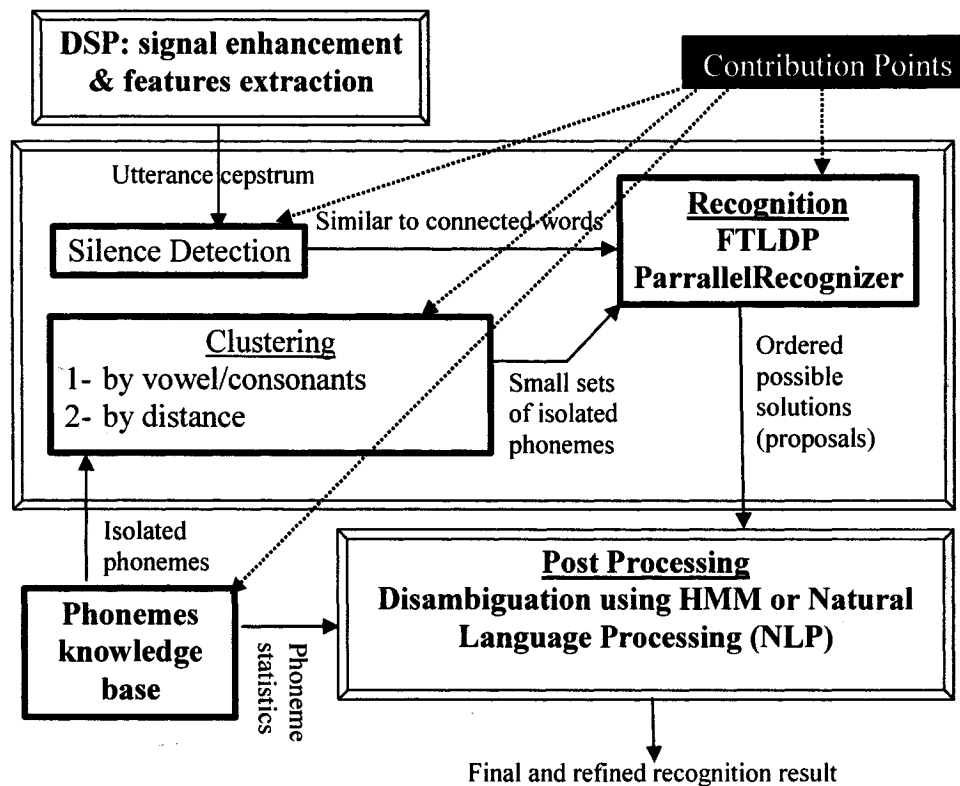 DSP: signal enhancement
& features extraction
Contribution Points
Utterance cepstrum
Silence Detection
Similar to connected words
Recognition
FTLDP
ParrallelRecognizer
Clustering
1- by vowel/consonants
2- by distance
Small sets
of isolated
phonemes
Ordered
possible
solutions
(proposals)
Isolated
phonemes
Phonemes
knowledge
base
Phoneme
statistics
Post Processing
Disambiguation using HMM or Natural
Language Processing (NLP)
Final and refined recognition result